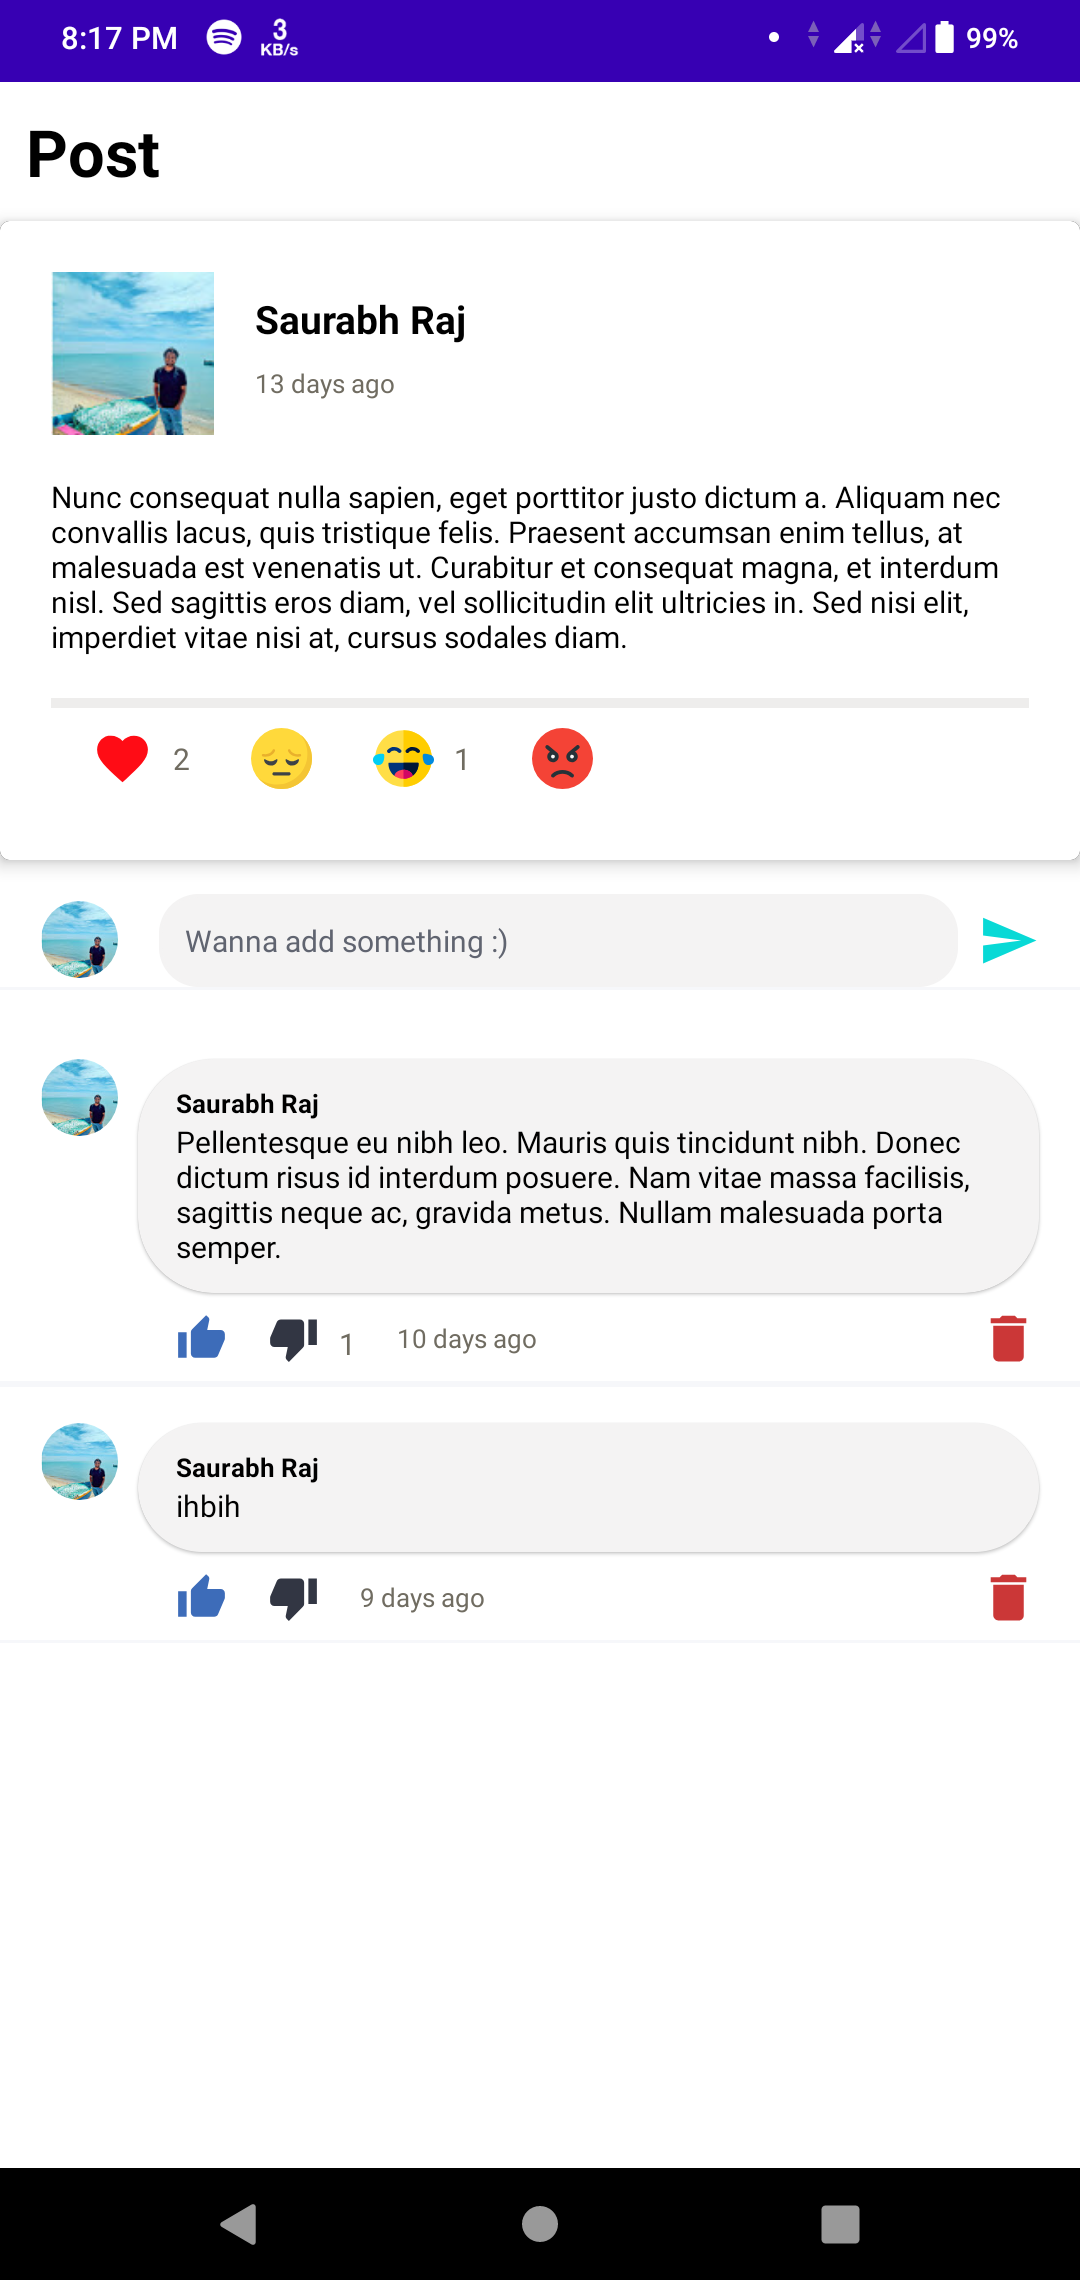 8:17 PM 3 KB/s 99%
Post
Saurabh Raj
13 days ago
Nunc consequat nulla sapien, eget porttitor justo dictum a. Aliquam nec
convallis lacus, quis tristique felis. Praesent accumsan enim tellus, at
malesuada est venenatis ut. Curabitur et consequat magna, et interdum
nisl. Sed sagittis eros diam, vel sollicitudin elit ultricies in. Sed nisi elit,
imperdiet vitae nisi at, cursus sodales diam.
2 1
Wanna add something :)
Saurabh Raj
Pellentesque eu nibh leo. Mauris quis tincidunt nibh. Donec
dictum risus id interdum posuere. Nam vitae massa facilisis,
sagittis neque ac, gravida metus. Nullam malesuada porta
semper.
1 10 days ago
Saurabh Raj
ihbih
9 days ago